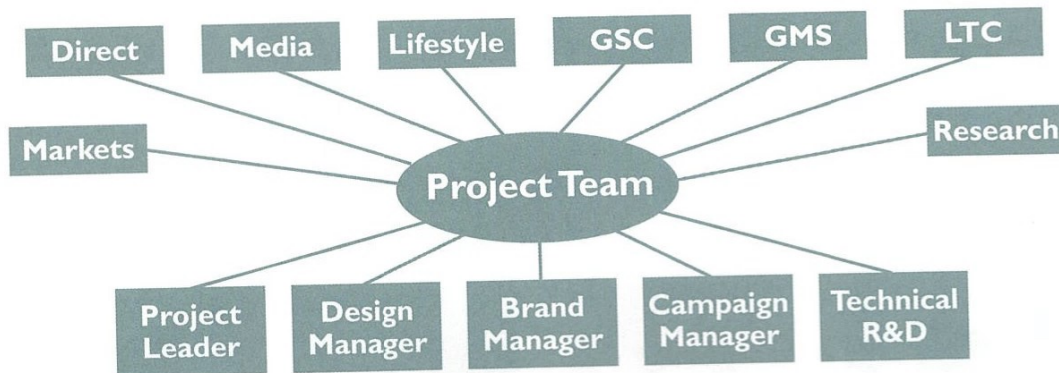 Direct
Media
Lifestyle
GSC
GMS
LTC
Markets
Research
Project Team
Project
Leader
Design
Manager
Brand
Manager
Campaign
Manager
Technical
R&D